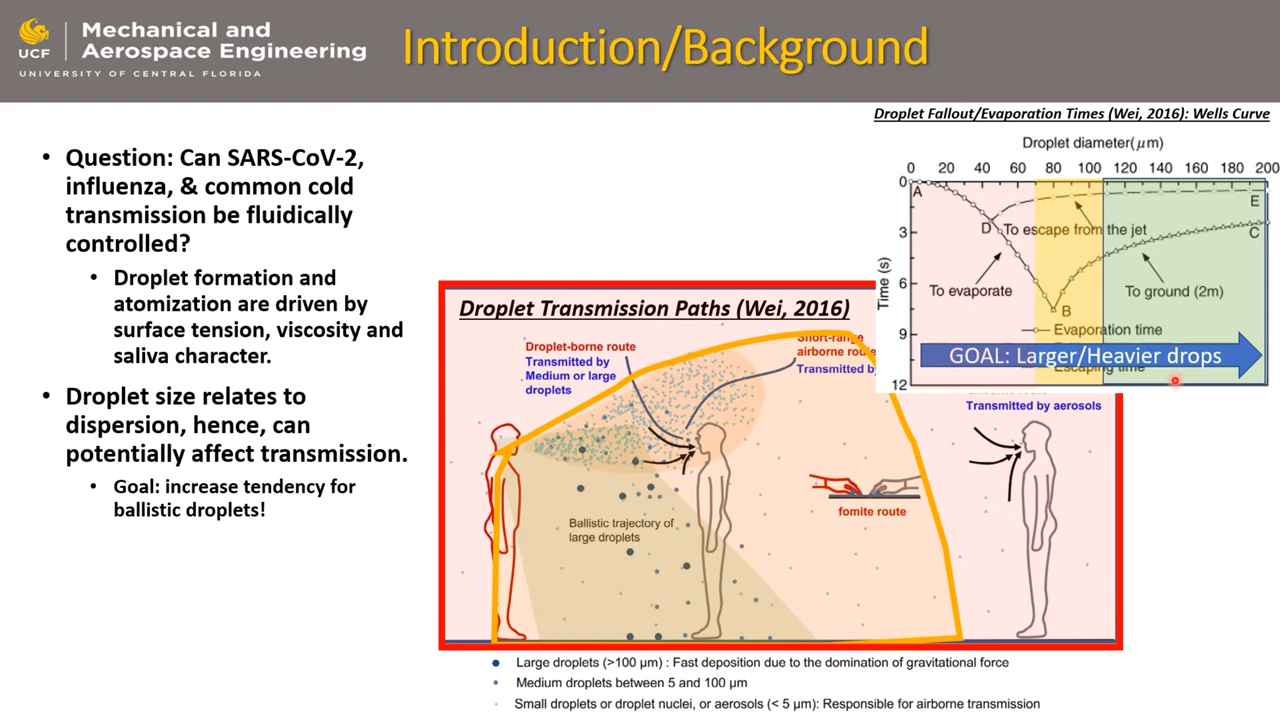 UCF
Mechanical and
Aerospace Engineering
UNIVERSITY OF CENTRAL FLORIDA
Introduction/Background
• Question: Can SARS-CoV-2,
influenza, & common cold
transmission be fluidically
controlled?
• Droplet formation and
atomization are driven by
surface tension, viscosity and
saliva character.
• Droplet size relates to
dispersion, hence, can
potentially affect transmission.
• Goal: increase tendency for
ballistic droplets!
Droplet Fallout/Evaporation Times (Wei, 2016): Wells Curve
Droplet diameter(μm)
0 20 40 60 80 100 120 140 160 180 200
0
3
6
9
12
Time (s)
A
E
D
To escape from the jet
C
To evaporate
To ground (2m)
B
Evaporation time
GOAL: Larger/Heavier drops
Escaping time
Droplet Transmission Paths (Wei, 2016)
Droplet-borne route
Transmitted by
Medium or large
droplets
Short-range
airborne route
Transmitted by
Transmitted by aerosols
fomite route
Ballistic trajectory of
large droplets
Large droplets (>100 μm) : Fast deposition due to the domination of gravitational force
Medium droplets between 5 and 100 μm
Small droplets or droplet nuclei, or aerosols (< 5 μm): Responsible for airborne transmission